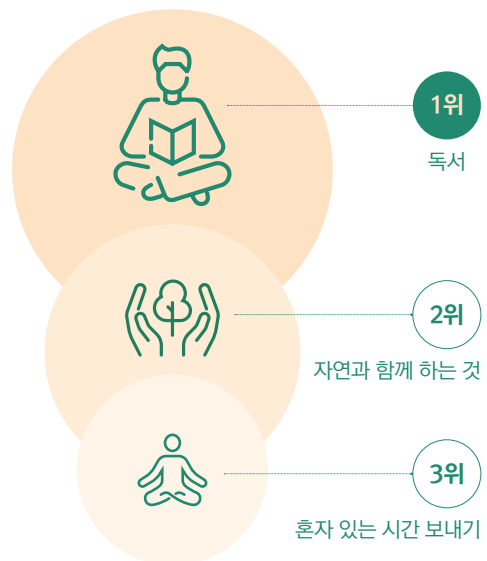 1위
독서
2위
자연과 함께 하는 것
3위
혼자 있는 시간 보내기